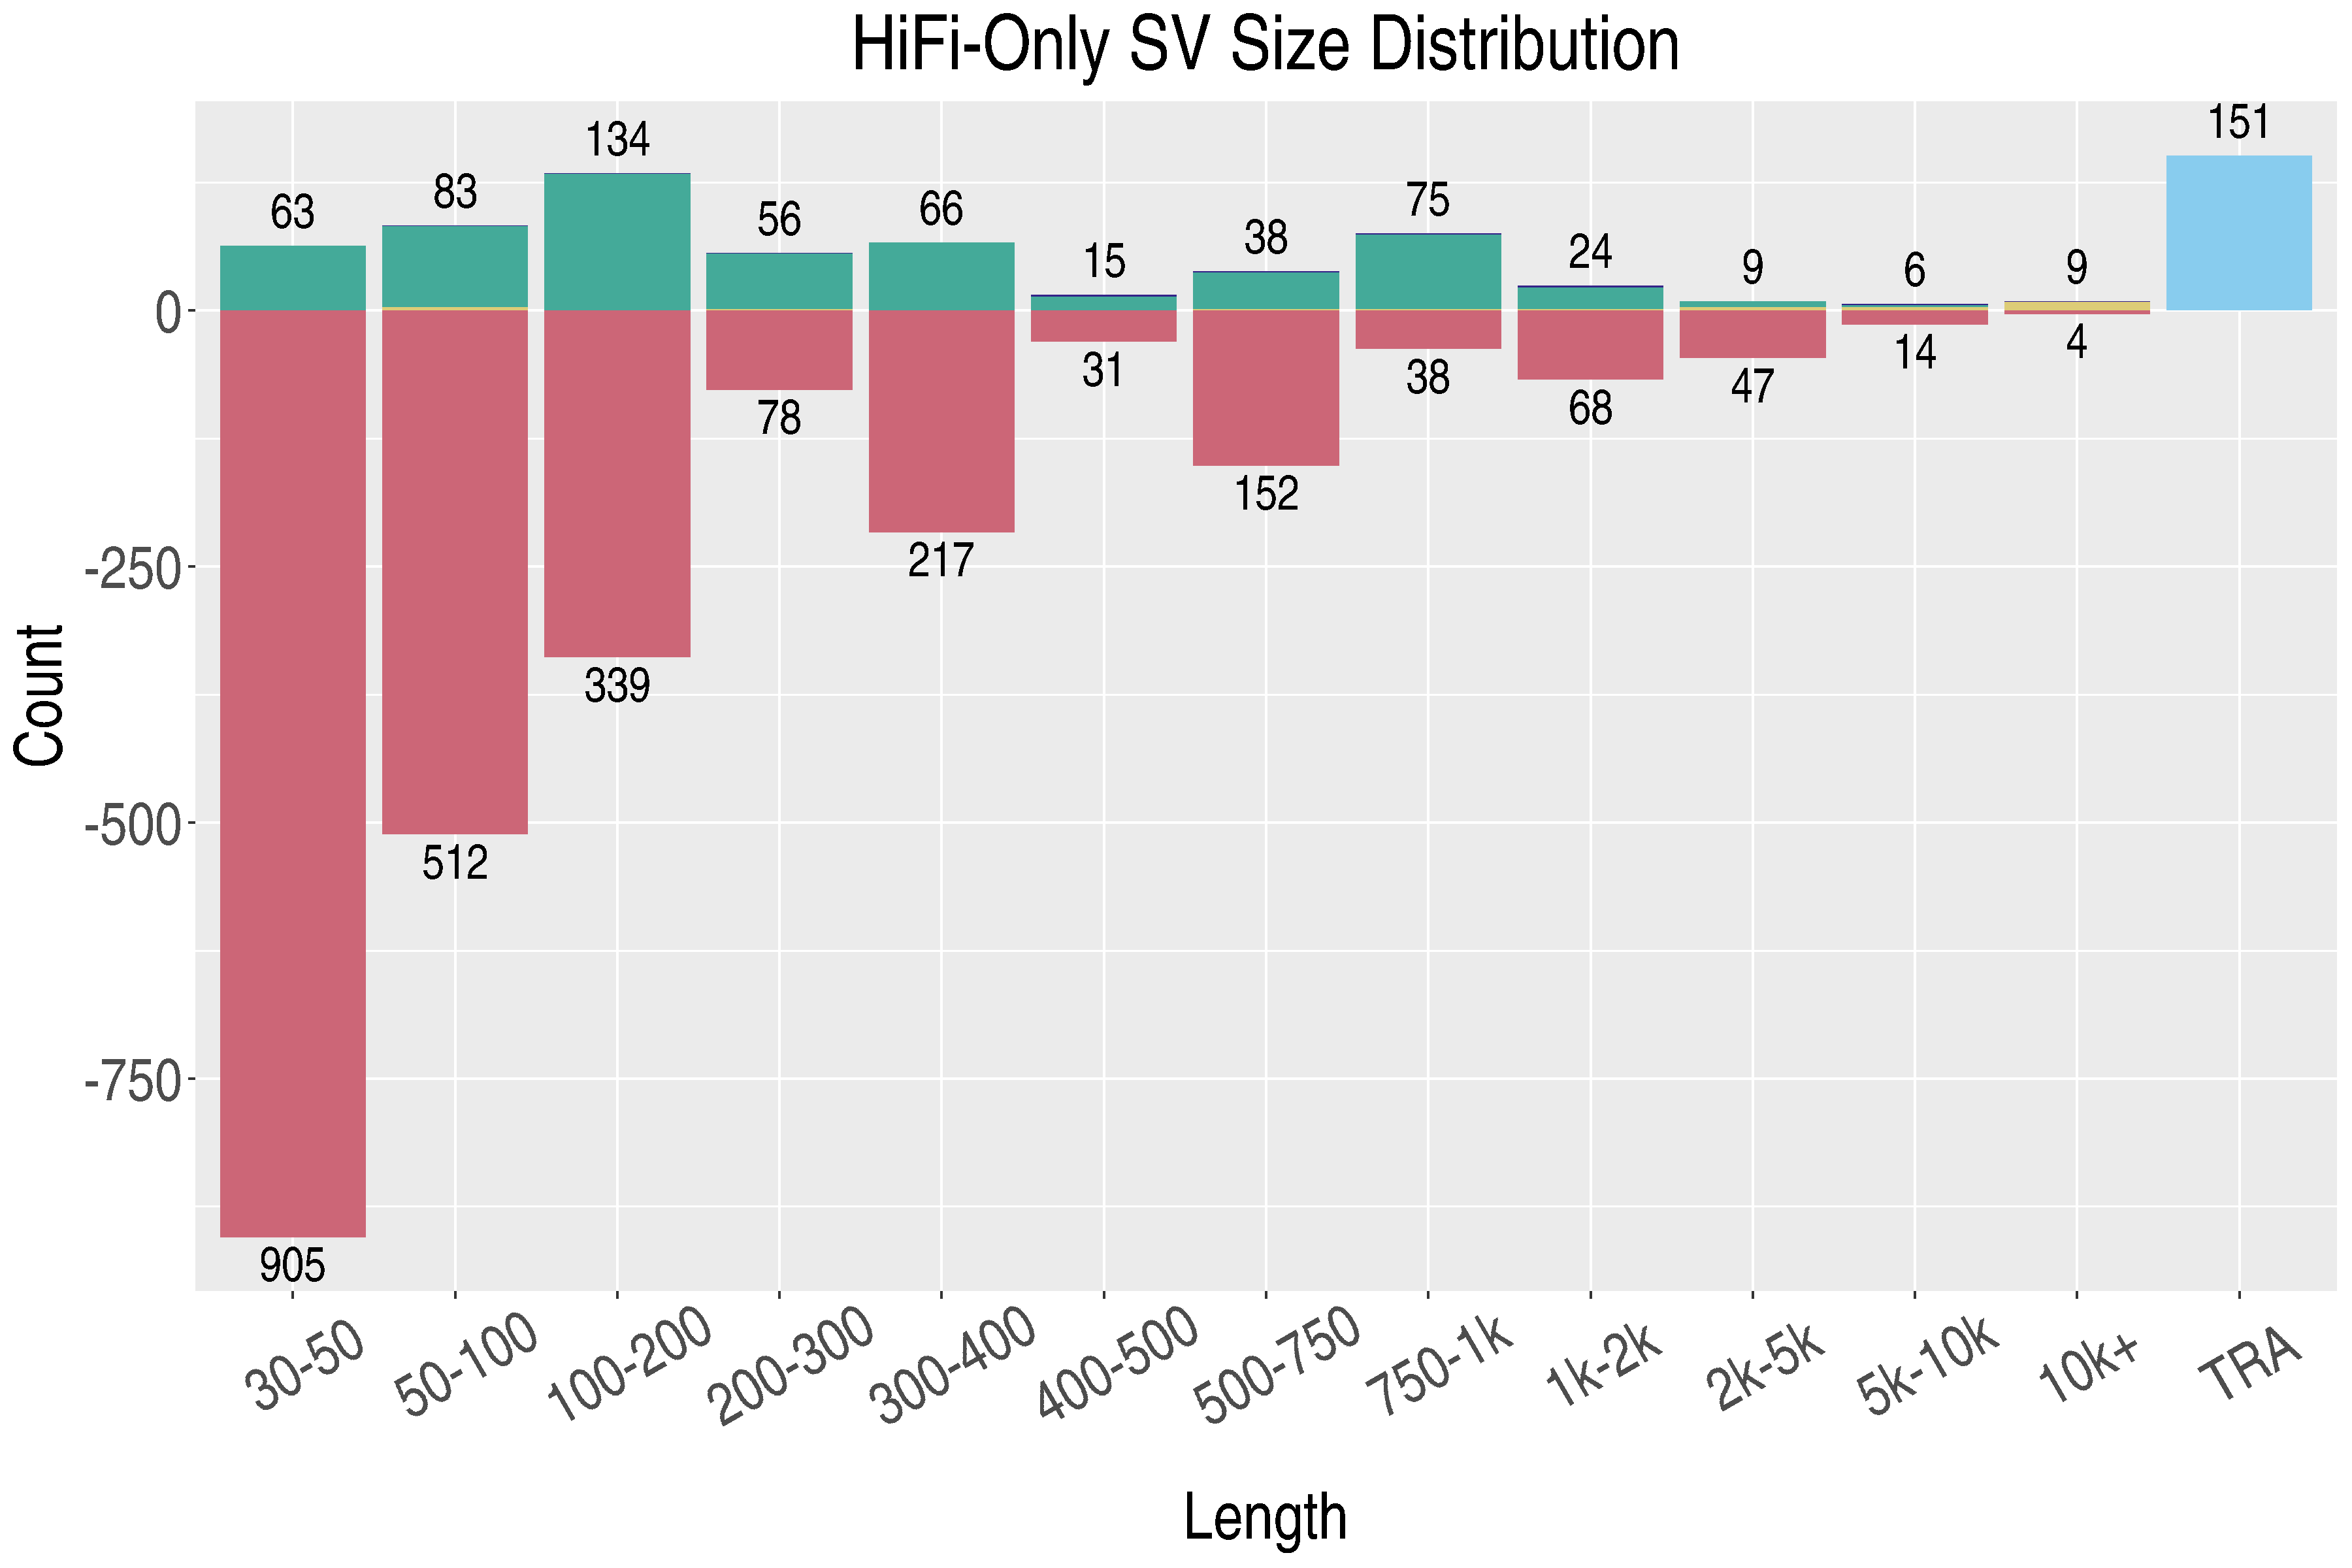 HiFi-Only SV Size Distribution
63 83 134 56 66 15 38 75 24 9 6 9 151
905 512 339 78 217 31 152 38 68 47 14 4
0
-250
-500
-750
Count
30-50 50-100 100-200 200-300 300-400 400-500 500-750 750-1k 1k-2k 2k-5k 5k-10k 10k+ TRA
Length